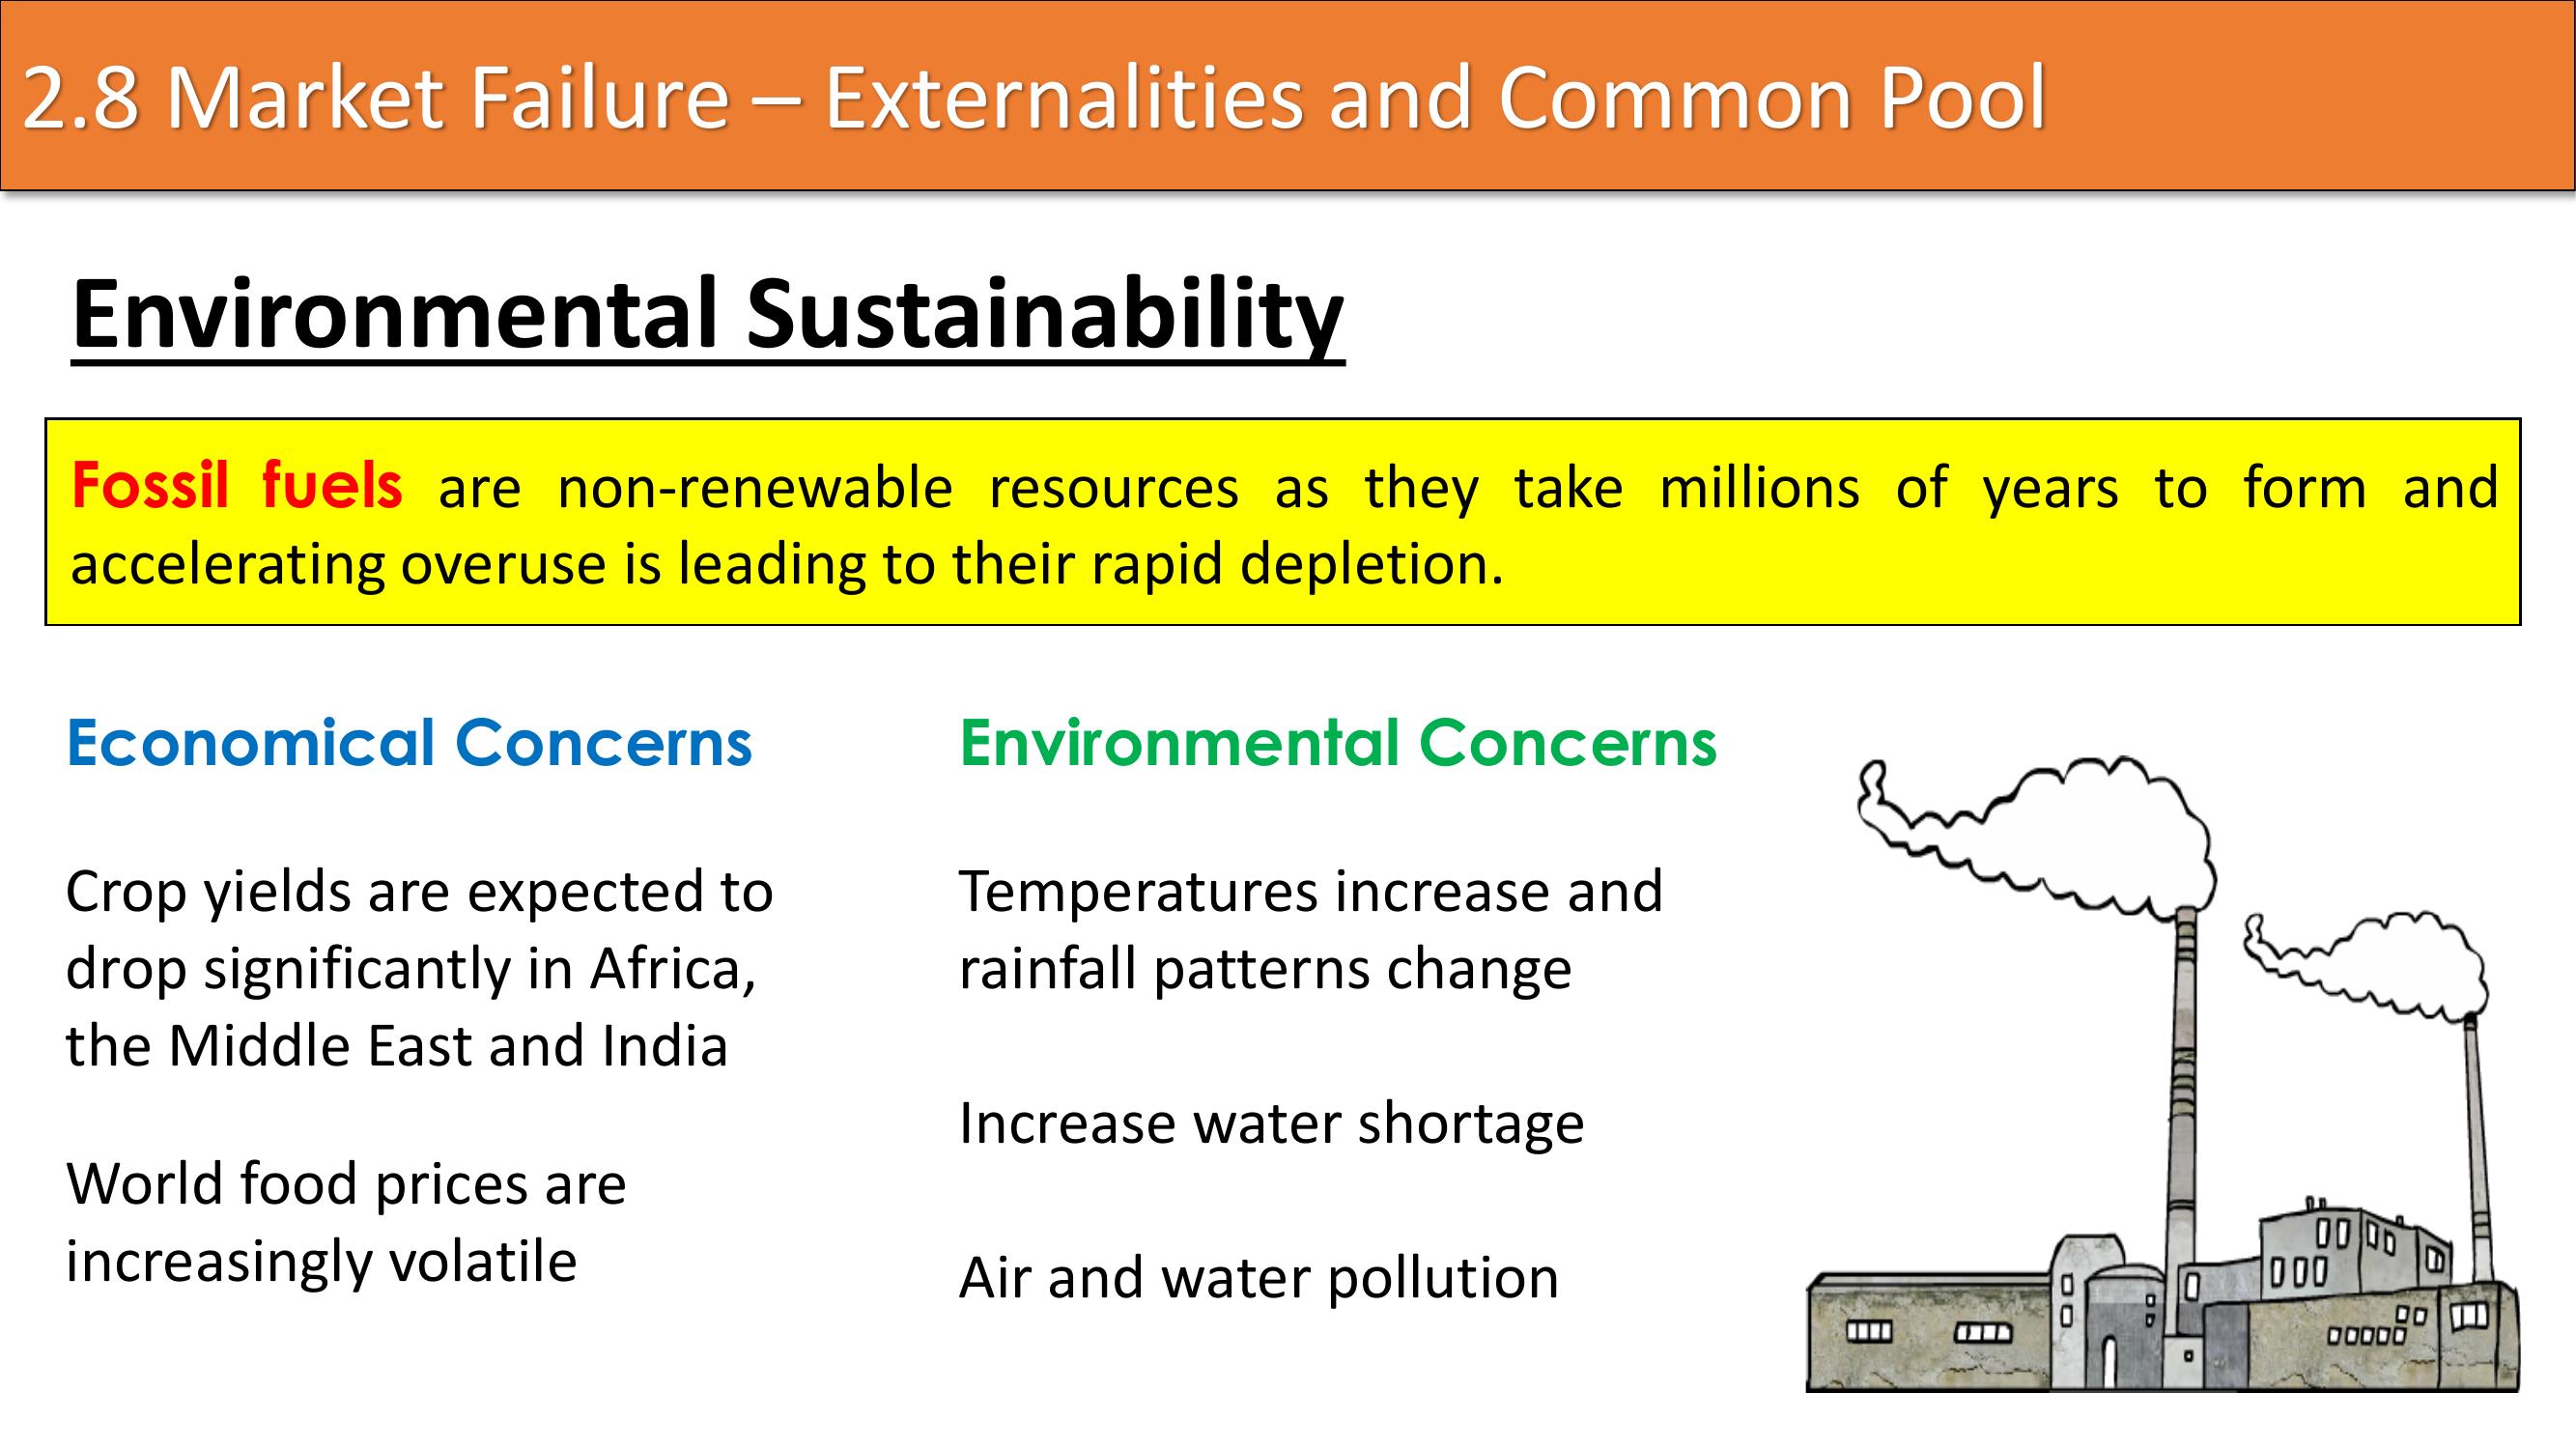 2.8 Market Failure – Externalities and Common Pool
Environmental Sustainability
Fossil fuels are non-renewable resources as they take millions of years to form and
accelerating overuse is leading to their rapid depletion.
Economical Concerns
Crop yields are expected to
drop significantly in Africa,
the Middle East and India
World food prices are
increasingly volatile
Environmental Concerns
Temperatures increase and
rainfall patterns change
Increase water shortage
Air and water pollution